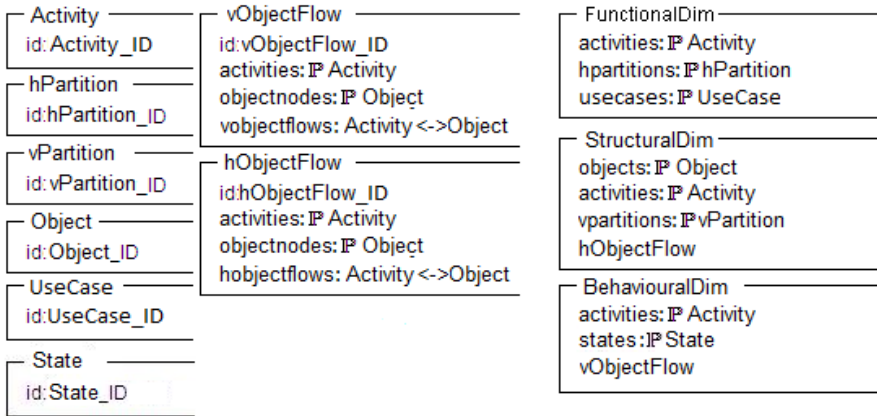 Activity
id: Activity_ID
hPartition
id:hPartition_ID
vPartition
id: vPartition_ID
Object
id: Object_ID
UseCase
id:UseCase_ID
State
id: State_ID
vObjectFlow
id:vObjectFlow_ID
activities: ℙ Activity
objectnodes: ℙ Object
vobjectflows: Activity <->Object
hObjectFlow
id:hObjectFlow_ID
activities: ℙ Activity
objectnodes: ℙ Object
hobjectflows: Activity <->Object
FunctionalDim
activities: ℙ Activity
hpartitions: ℙ hPartition
usecases: ℙ UseCase
StructuralDim
objects: ℙ Object
activities: ℙ Activity
vpartitions: ℙ vPartition
hObjectFlow
BehaviouralDim
activities: ℙ Activity
states :ℙ State
vObjectFlow